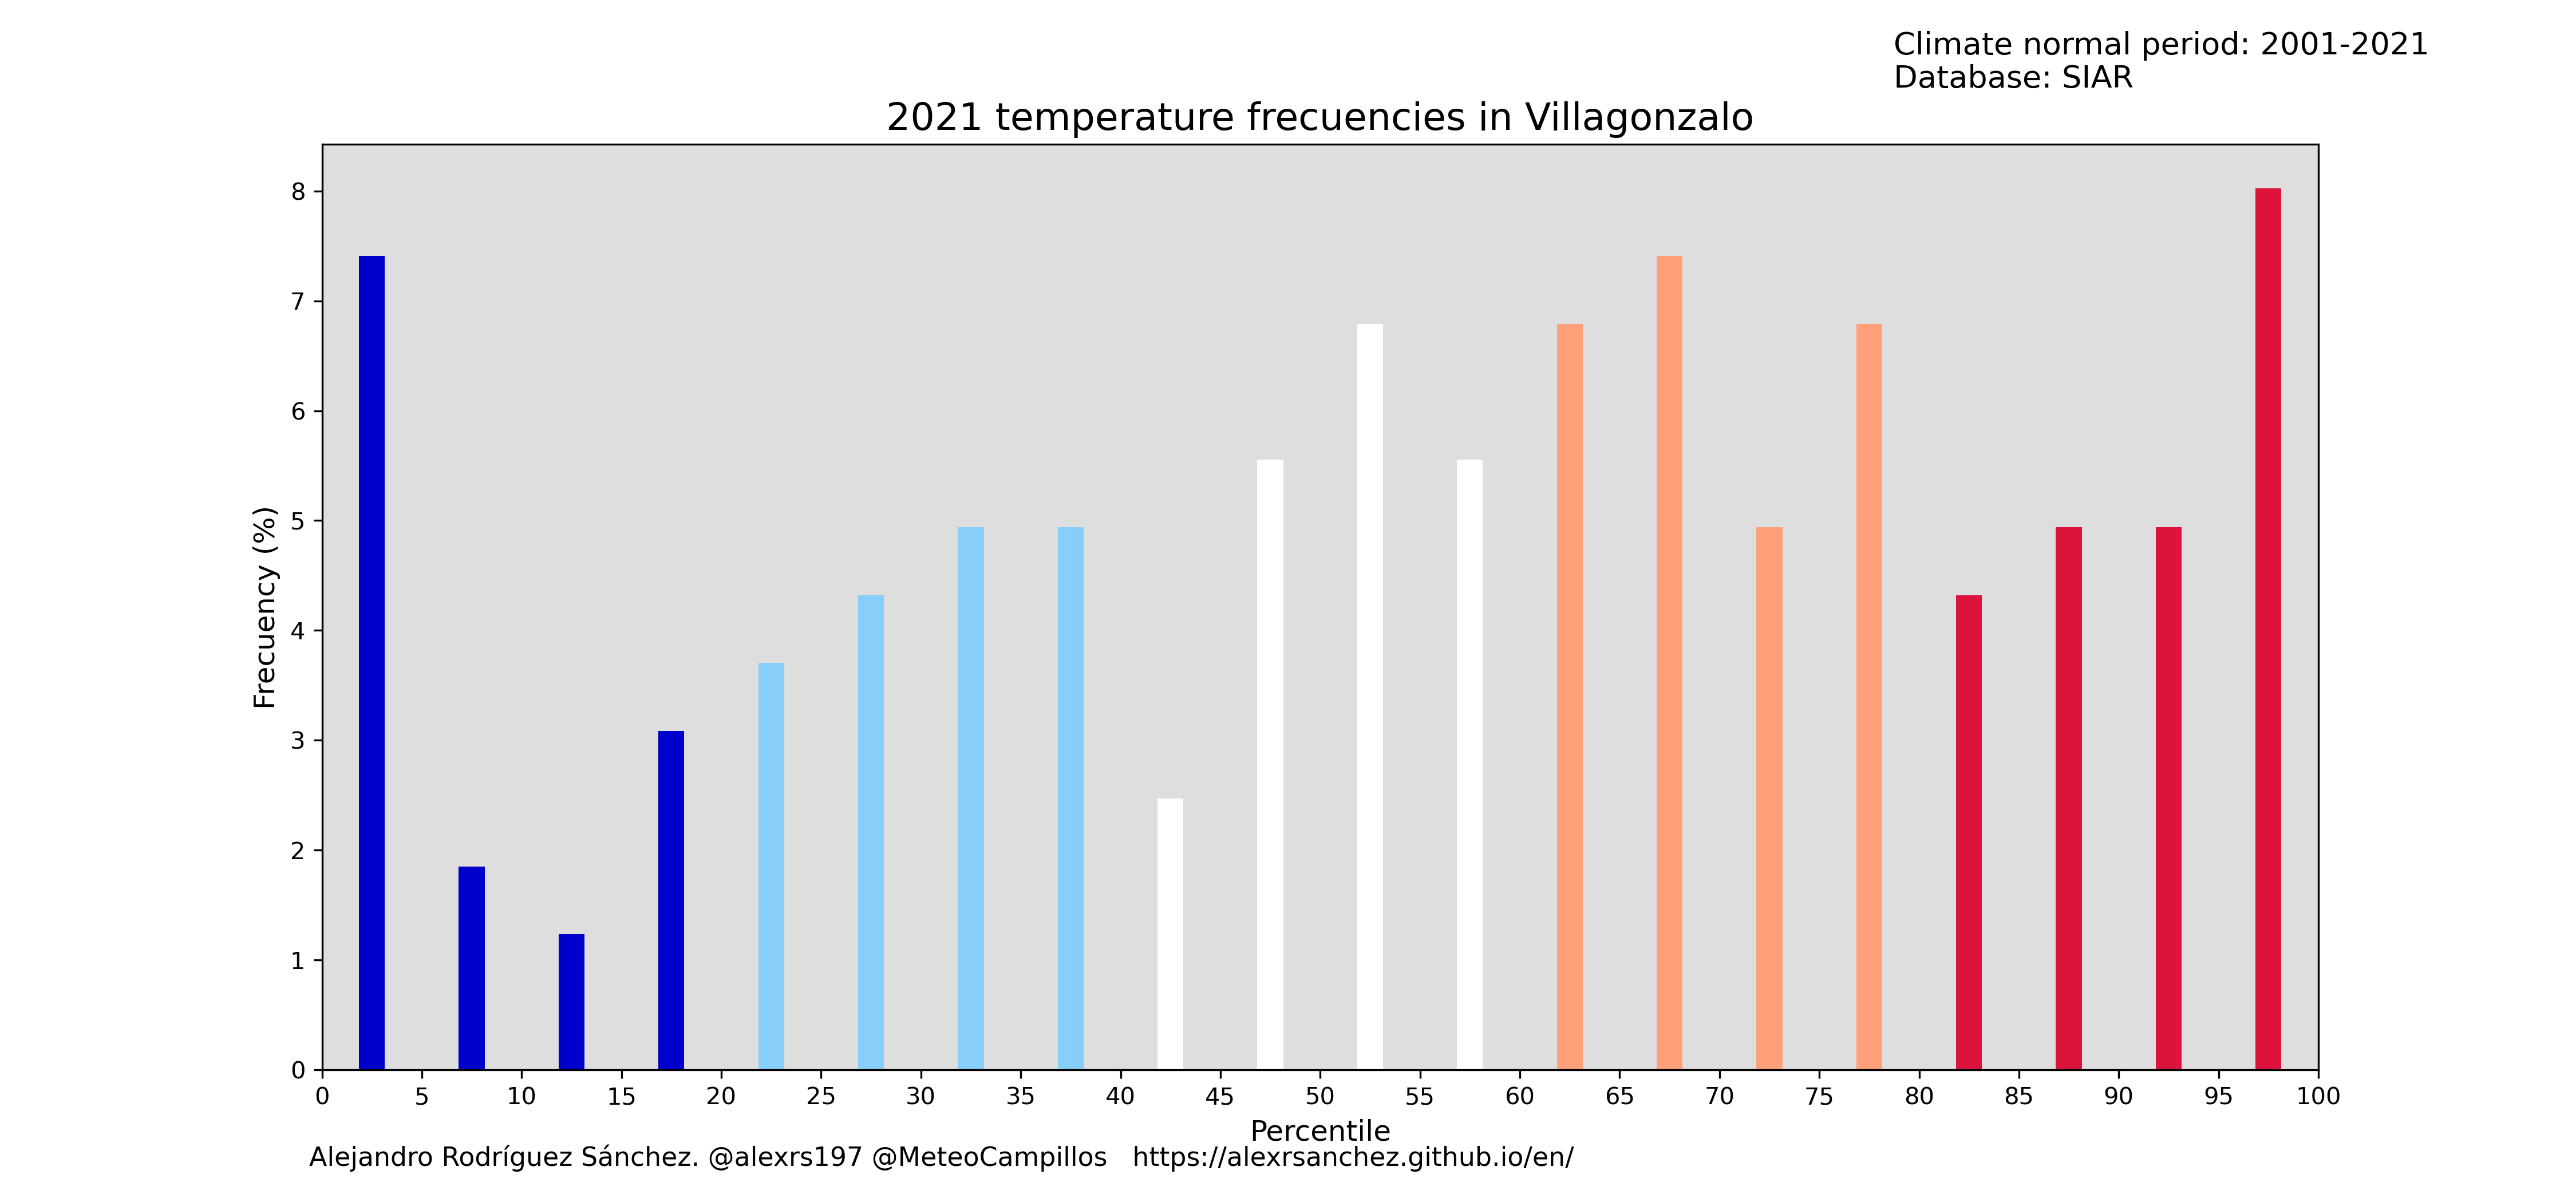 Climate normal period: 2001-2021
Database: SIAR
2021 temperature frecuencies in Villagonzalo
8
7
6
5
4
3
2
1
0
Frecuency (%)
0 5 10 15 20 25 30 35 40 45 50 55 60 65 70 75 80 85 90 95 100
Percentile
Alejandro Rodríguez Sánchez. @alexrs197 @MeteoCampillos https://alexrsanchez.github.io/en/